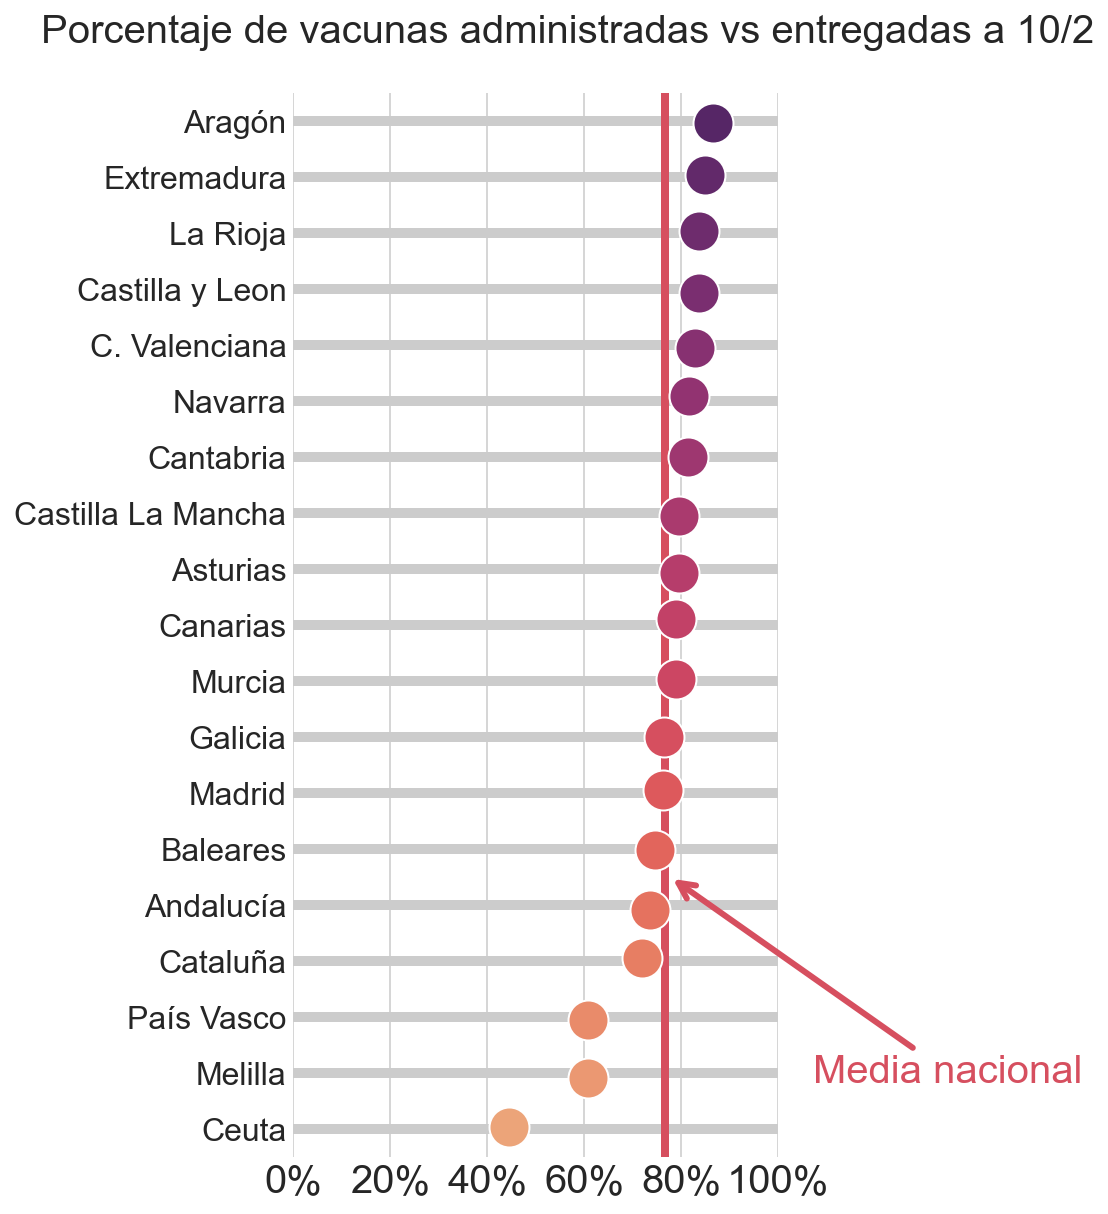 Porcentaje de vacunas administradas vs entregadas a 10/2
Aragón
Extremadura
La Rioja
Castilla y Leon
C. Valenciana
Navarra
Cantabria
Castilla La Mancha
Asturias
Canarias
Murcia
Galicia
Madrid
Baleares
Andalucía
Cataluña
País Vasco
Melilla
Ceuta
Media nacional
0% 20% 40% 60% 80% 100%